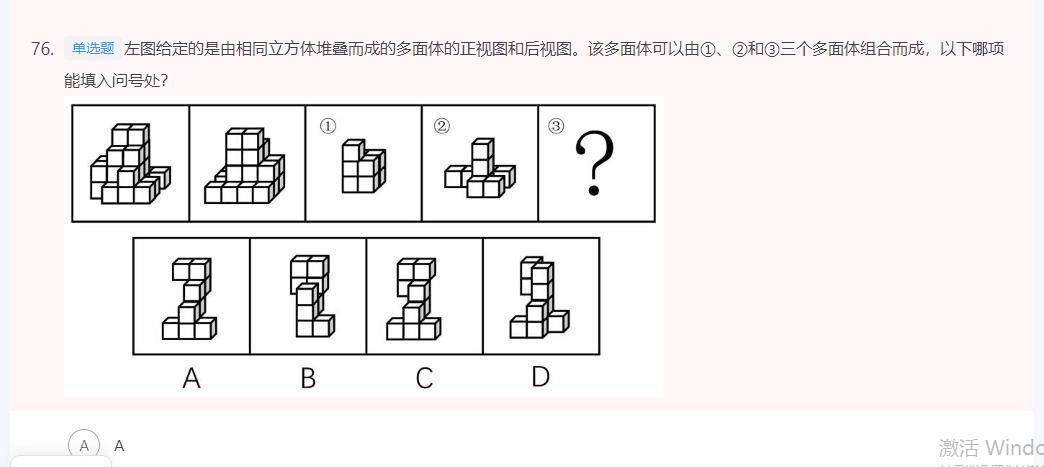 76. 单选题 左图给定的是由相同立方体堆叠而成的多面体的正视图和后视图。该多面体可以由①、②和③三个多面体组合而成，以下哪项
能填入问号处？
① ② ③ ?
A B C D
A A
激活 Windo